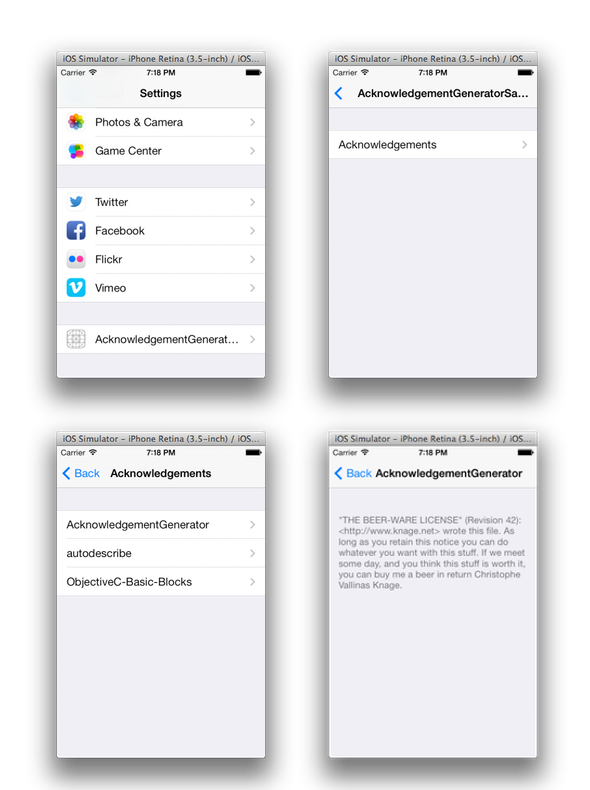 iOS Simulator – iPhone Retina (3.5-inch) / iOS...
Carrier 7:18 PM
Settings
Photos & Camera
Game Center
Twitter
Facebook
Flickr
Vimeo
AcknowledgementGenerat...
iOS Simulator – iPhone Retina (3.5-inch) / iOS...
Carrier 7:18 PM
AcknowledgementGeneratorSa...
Acknowledgements
iOS Simulator – iPhone Retina (3.5-inch) / iOS...
Carrier 7:18 PM
Back Acknowledgements
AcknowledgementGenerator
autodescribe
ObjectiveC-Basic-Blocks
iOS Simulator – iPhone Retina (3.5-inch) / iOS...
Carrier 7:18 PM
Back AcknowledgementGenerator
"THE BEER-WARE LICENSE" (Revision 42):
<http://www.knage.net> wrote this file. As
long as you retain this notice you can do
whatever you want with this stuff. If we meet
some day, and you think this stuff is worth it,
you can buy me a beer in return Christophe
Vallinas Knage.